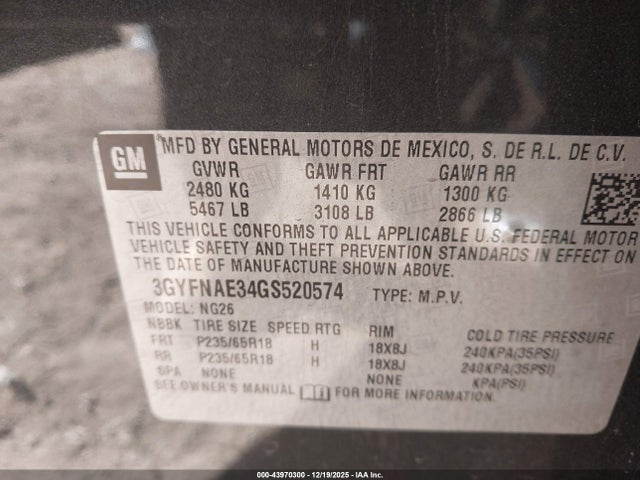 GM MFD BY GENERAL MOTORS DE MEXICO, S. DE R.L. DE C.V.
GVWR GAWR FRT GAWR RR
2480 KG 1410 KG 1300 KG
5467 LB 3108 LB 2866 LB
THIS VEHICLE CONFORMS TO ALL APPLICABLE U.S. FEDERAL MOTOR
VEHICLE SAFETY AND THEFT PREVENTION STANDARDS IN EFFECT ON
THE DATE OF MANUFACTURE SHOWN ABOVE.
3GYFNAE34GS520574 TYPE: M.P.V.
MODEL: NG26
NBBK TIRE SIZE SPEED RTG RIM COLD TIRE PRESSURE
FRT P235/65R18 H 18X8J 240KPA(35PSI)
RR P235/65R18 H 18X8J 240KPA(35PSI)
SPA NONE NONE KPA(PSI)
SEE OWNER'S MANUAL FOR MORE INFORMATION.
000-43970300 - 12/19/2025 - IAA Inc.